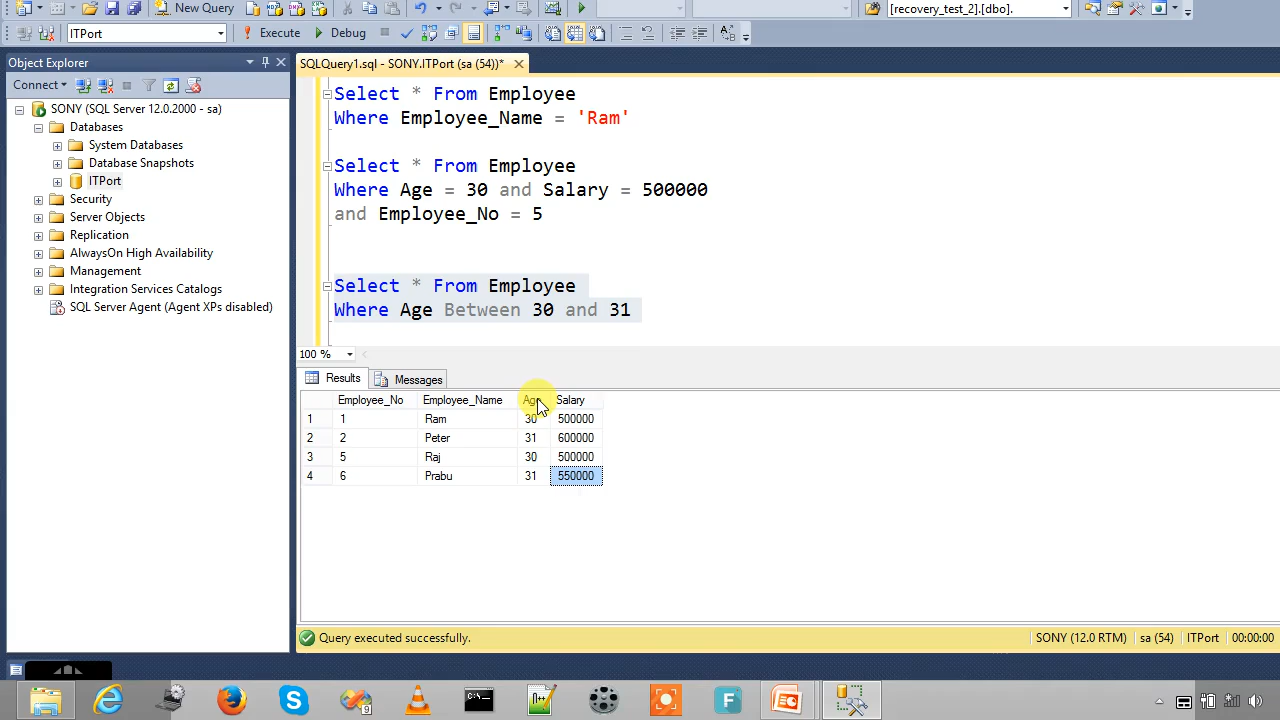 New Query
[recovery_test_2].[dbo].
ITPort
Execute
Debug
Object Explorer
Connect
SONY (SQL Server 12.0.2000 - sa)
Databases
System Databases
Database Snapshots
ITPort
Security
Server Objects
Replication
AlwaysOn High Availability
Management
Integration Services Catalogs
SQL Server Agent (Agent XPs disabled)
SQLQuery1.sql - SONY.ITPort (sa (54))*
Select * From Employee
Where Employee_Name = 'Ram'
Select * From Employee
Where Age = 30 and Salary = 500000
and Employee_No = 5
Select * From Employee
Where Age Between 30 and 31
100 %
Results
Messages
Employee_No Employee_Name Age Salary
1 1 Ram 30 500000
2 2 Peter 31 600000
3 5 Raj 30 500000
4 6 Prabu 31 550000
Query executed successfully.
SONY (12.0 RTM)
sa (54)
ITPort
00:00:00